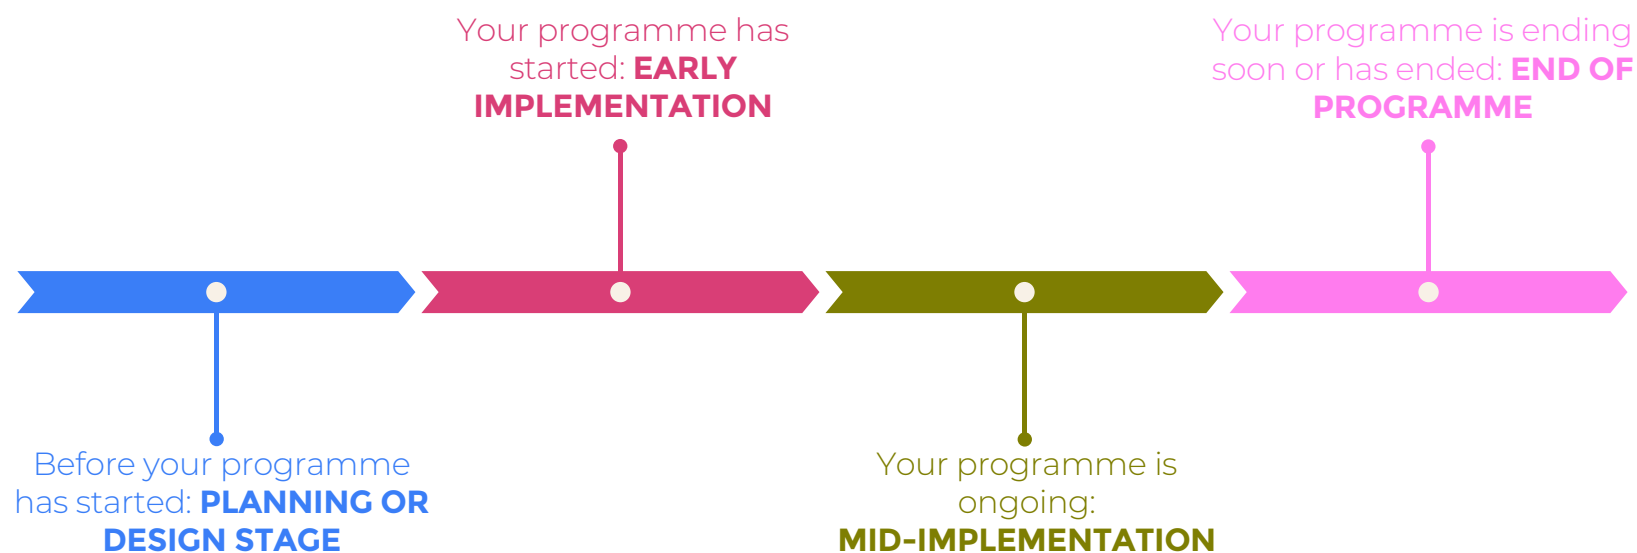 Your programme has
started: EARLY
IMPLEMENTATION
Your programme is ending
soon or has ended: END OF
PROGRAMME
Before your programme
has started: PLANNING OR
DESIGN STAGE
Your programme is
ongoing:
MID-IMPLEMENTATION